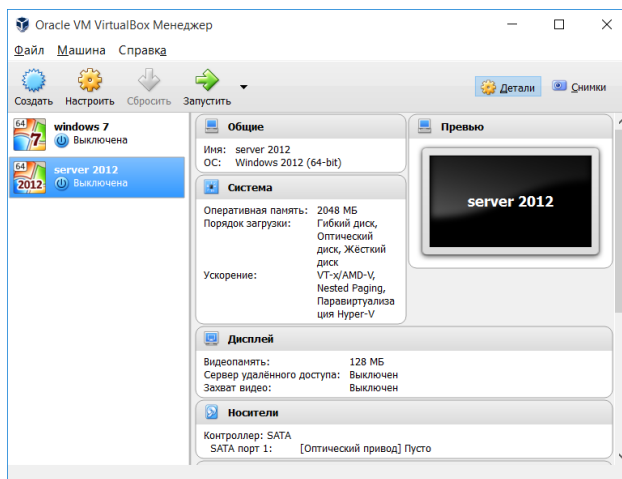 Oracle VM VirtualBox Менеджер
Файл Машина Справка
Создать Настроить Сбросить Запустить
Детали Снимки
64 7 windows 7
Выключена
64 2012 server 2012
Выключена
Общие
Имя: server 2012
ОС: Windows 2012 (64-bit)
Превью
server 2012
Система
Оперативная память: 2048 МБ
Порядок загрузки: Гибкий диск,
Оптический
диск, Жёсткий
диск
Ускорение: VT-x/AMD-V,
Nested Paging,
Паравиртуализа
ция Hyper-V
Дисплей
Видеопамять: 128 МБ
Сервер удалённого доступа: Выключен
Захват видео: Выключен
Носители
Контроллер: SATA
SATA порт 1: [Оптический привод] Пусто